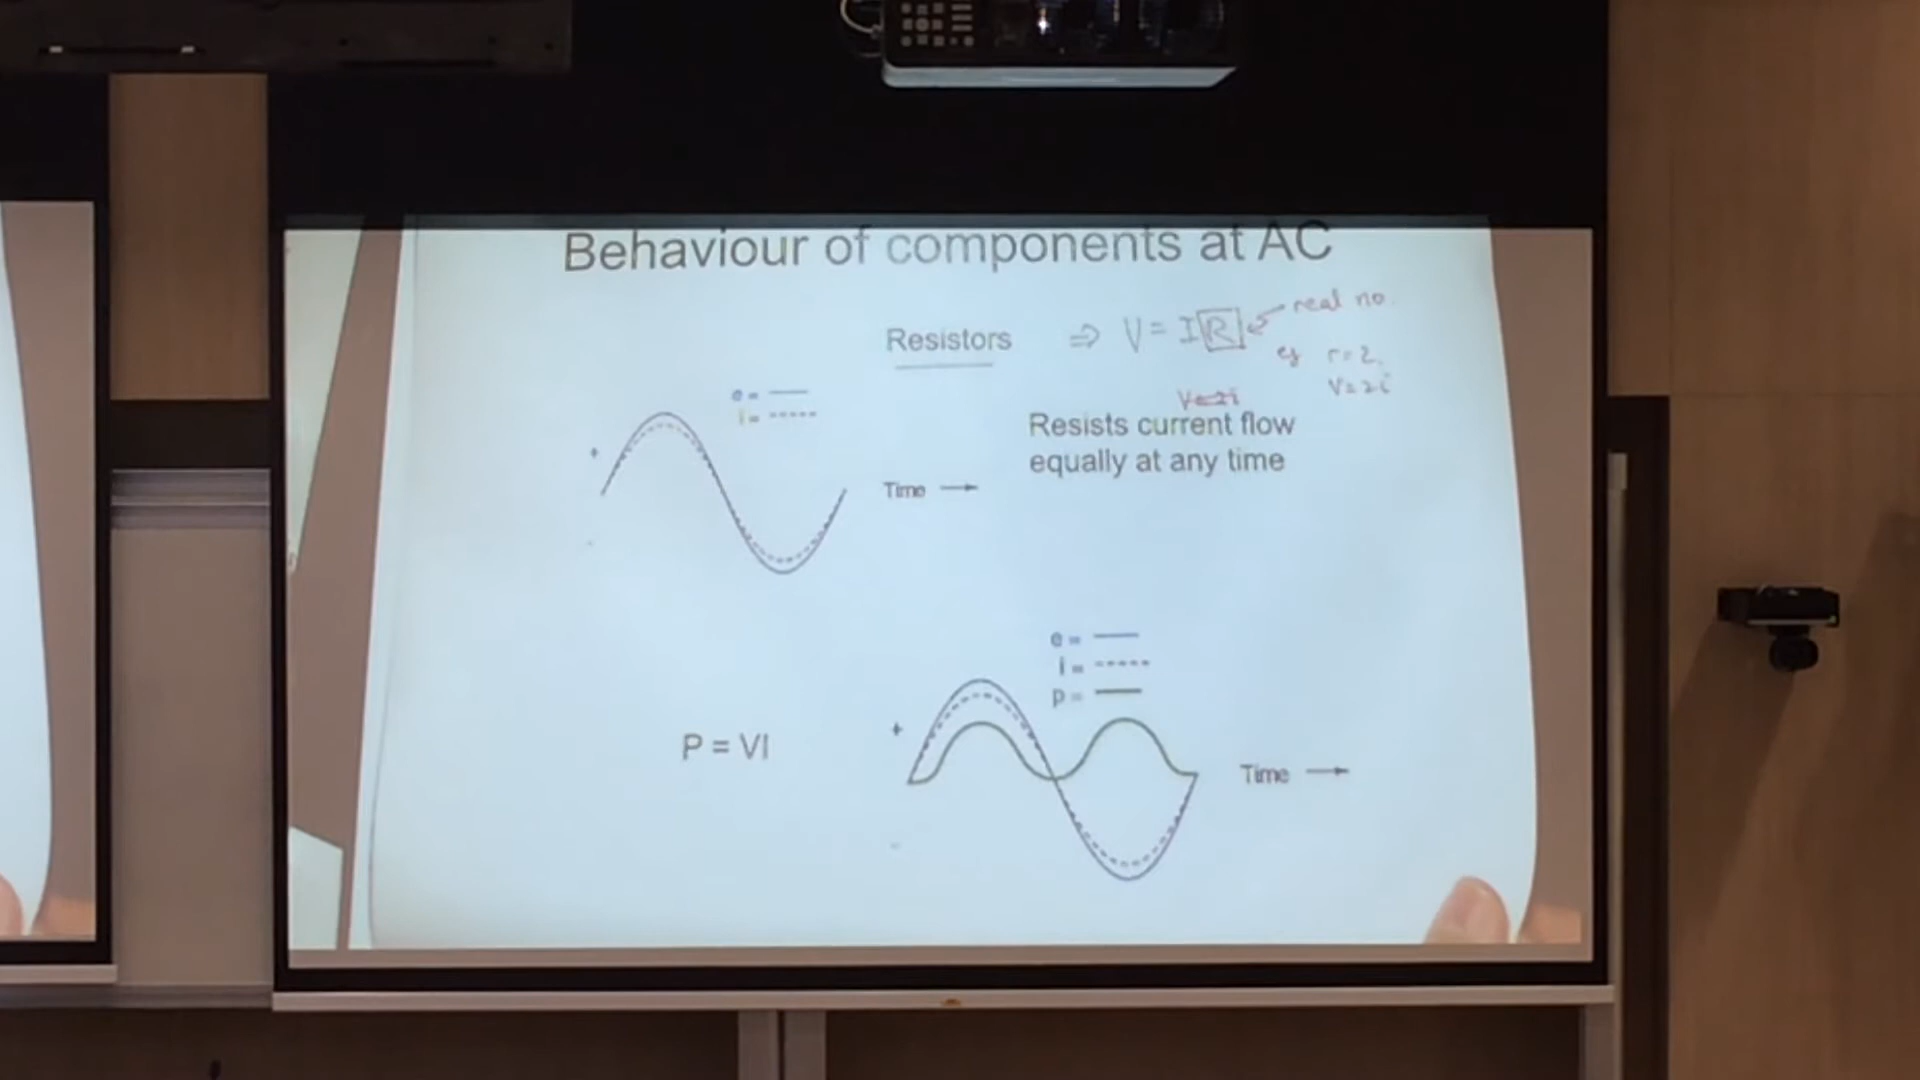 Behaviour of components at AC
Resistors ⇒ V = IR real no
eg r=2
V=2i
V=2i
e =
i =
Resists current flow
equally at any time
+
Time
e =
i =
p =
+
P = VI
Time